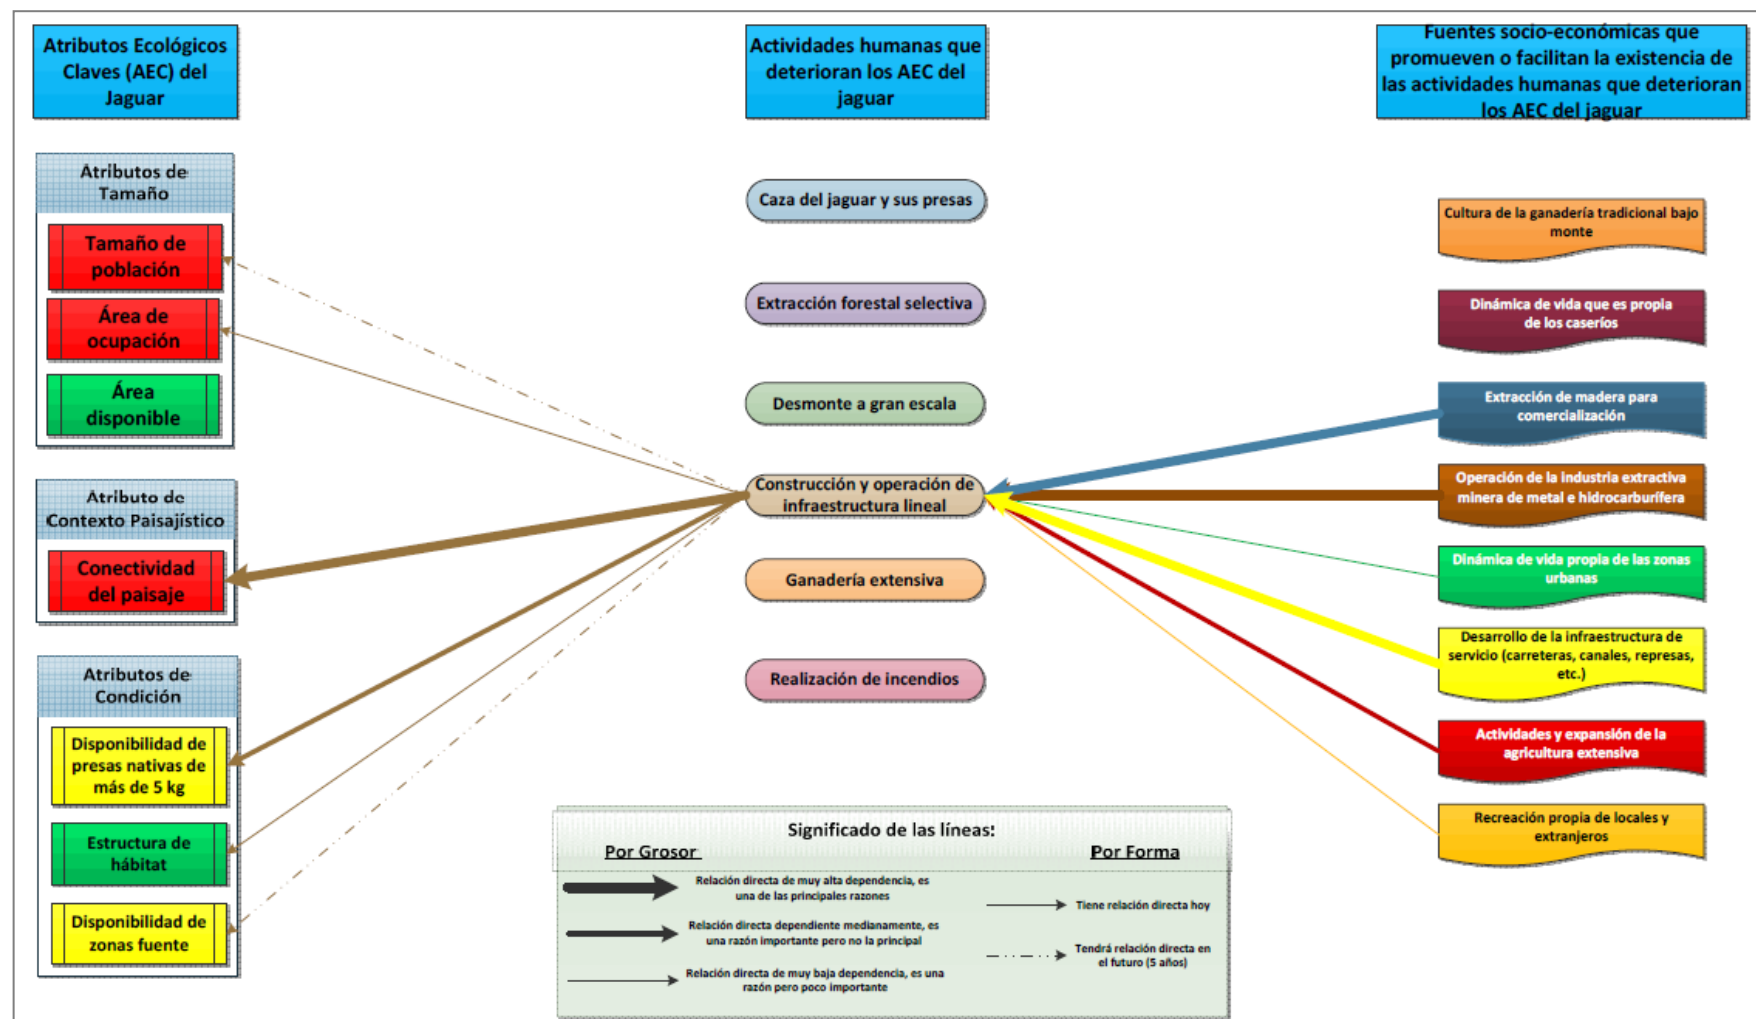 Atributos Ecológicos
Claves (AEC) del
Jaguar
Actividades humanas que
deterioran los AEC del
jaguar
Fuentes socio-económicas que
promueven o facilitan la existencia de
las actividades humanas que deterioran
los AEC del jaguar
Atributos de
Tamaño
Tamaño de
población
Área de
ocupación
Área
disponible
Atributo de
Contexto Paisajístico
Conectividad
del paisaje
Atributos de
Condición
Disponibilidad de
presas nativas de
más de 5 kg
Estructura de
hábitat
Disponibilidad de
zonas fuente
Caza del jaguar y sus presas
Extracción forestal selectiva
Desmonte a gran escala
Construcción y operación de
infraestructura lineal
Ganadería extensiva
Realización de incendios
Cultura de la ganadería tradicional bajo
monte
Dinámica de vida que es propia
de los caseríos
Extracción de madera para
comercialización
Operación de la industria extractiva
minera de metal e hidrocarburífera
Dinámica de vida propia de las zonas
urbanas
Desarrollo de la infraestructura de
servicio (carreteras, canales, represas,
etc.)
Actividades y expansión de la
agricultura extensiva
Recreación propia de locales y
extranjeros
Significado de las líneas:
Por Grosor
Relación directa de muy alta dependencia, es
una de las principales razones
Relación directa dependiente medianamente, es
una razón importante pero no la principal
Relación directa de muy baja dependencia, es una
razón pero poco importante
Por Forma
Tiene relación directa hoy
Tendrá relación directa en
el futuro (5 años)